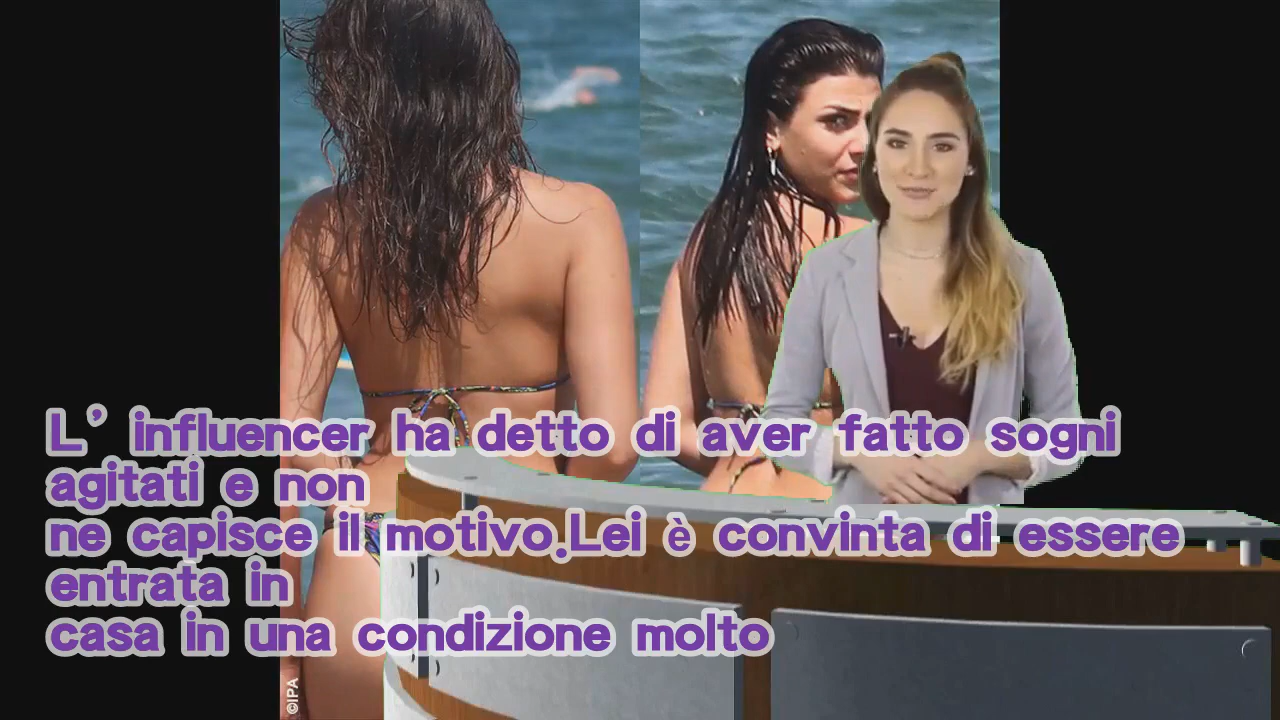 L’ influencer ha detto di aver fatto sogni
agitati e non
ne capisce il motivo.Lei è convinta di essere
entrata in
casa in una condizione molto
©IPA